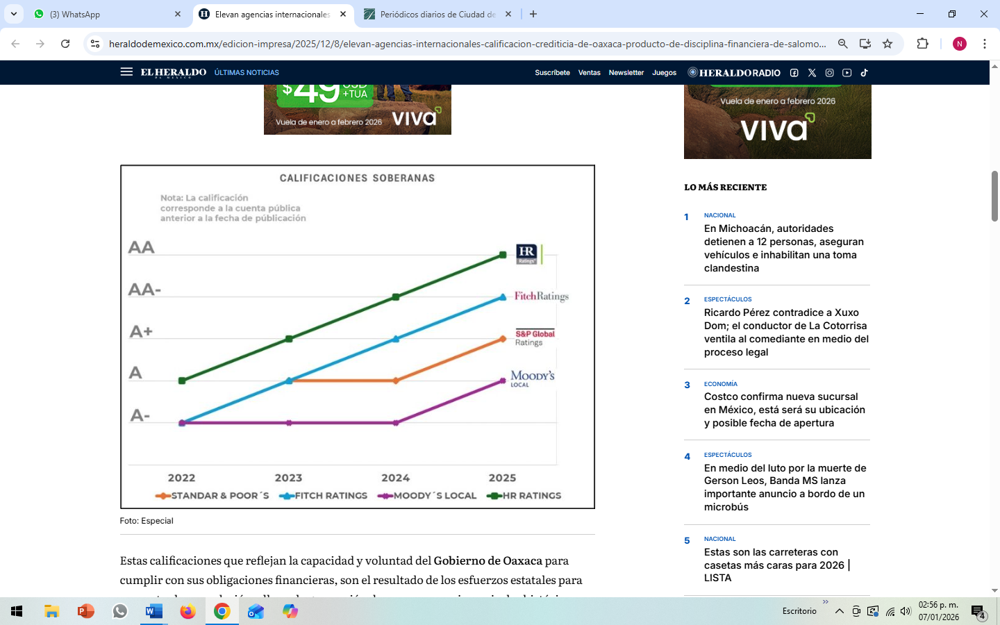 (3) WhatsApp
Elevan agencias internacionales
Periódicos diarios de Ciudad de
heraldodemexico.com.mx/edicion-impresa/2025/12/8/elevan-agencias-internacionales-calificacion-crediticia-de-oaxaca-producto-de-disciplina-financiera-de-salomo...
N
EL HERALDO
DE MÉXICO
ÚLTIMAS NOTICIAS
Suscríbete
Ventas
Newsletter
Juegos
HERALDO RADIO
$49 USD
+TUA
Vuela de enero a febrero 2026
viva
Vuela de enero a febrero 2026
viva
CALIFICACIONES SOBERANAS
Nota: La calificación
corresponde a la cuenta pública
anterior a la fecha de públicación
AA
AA-
A+
A
A-
HR
Ratings
FitchRatings
S&P Global
Ratings
MOODY'S
LOCAL
2022 2023 2024 2025
STANDAR & POOR´S FITCH RATINGS MOODY´S LOCAL HR RATINGS
Foto: Especial
Estas calificaciones que reflejan la capacidad y voluntad del Gobierno de Oaxaca para
cumplir con sus obligaciones financieras, son el resultado de los esfuerzos estatales para
LO MÁS RECIENTE
1 NACIONAL
En Michoacán, autoridades
detienen a 12 personas, aseguran
vehículos e inhabilitan una toma
clandestina
2 ESPECTÁCULOS
Ricardo Pérez contradice a Xuxo
Dom; el conductor de La Cotorrisa
ventila al comediante en medio del
proceso legal
3 ECONOMÍA
Costco confirma nueva sucursal
en México, está será su ubicación
y posible fecha de apertura
4 ESPECTÁCULOS
En medio del luto por la muerte de
Gerson Leos, Banda MS lanza
importante anuncio a bordo de un
microbús
5 NACIONAL
Estas son las carreteras con
casetas más caras para 2026 |
LISTA
Escritorio
02:56 p. m.
07/01/2026
4